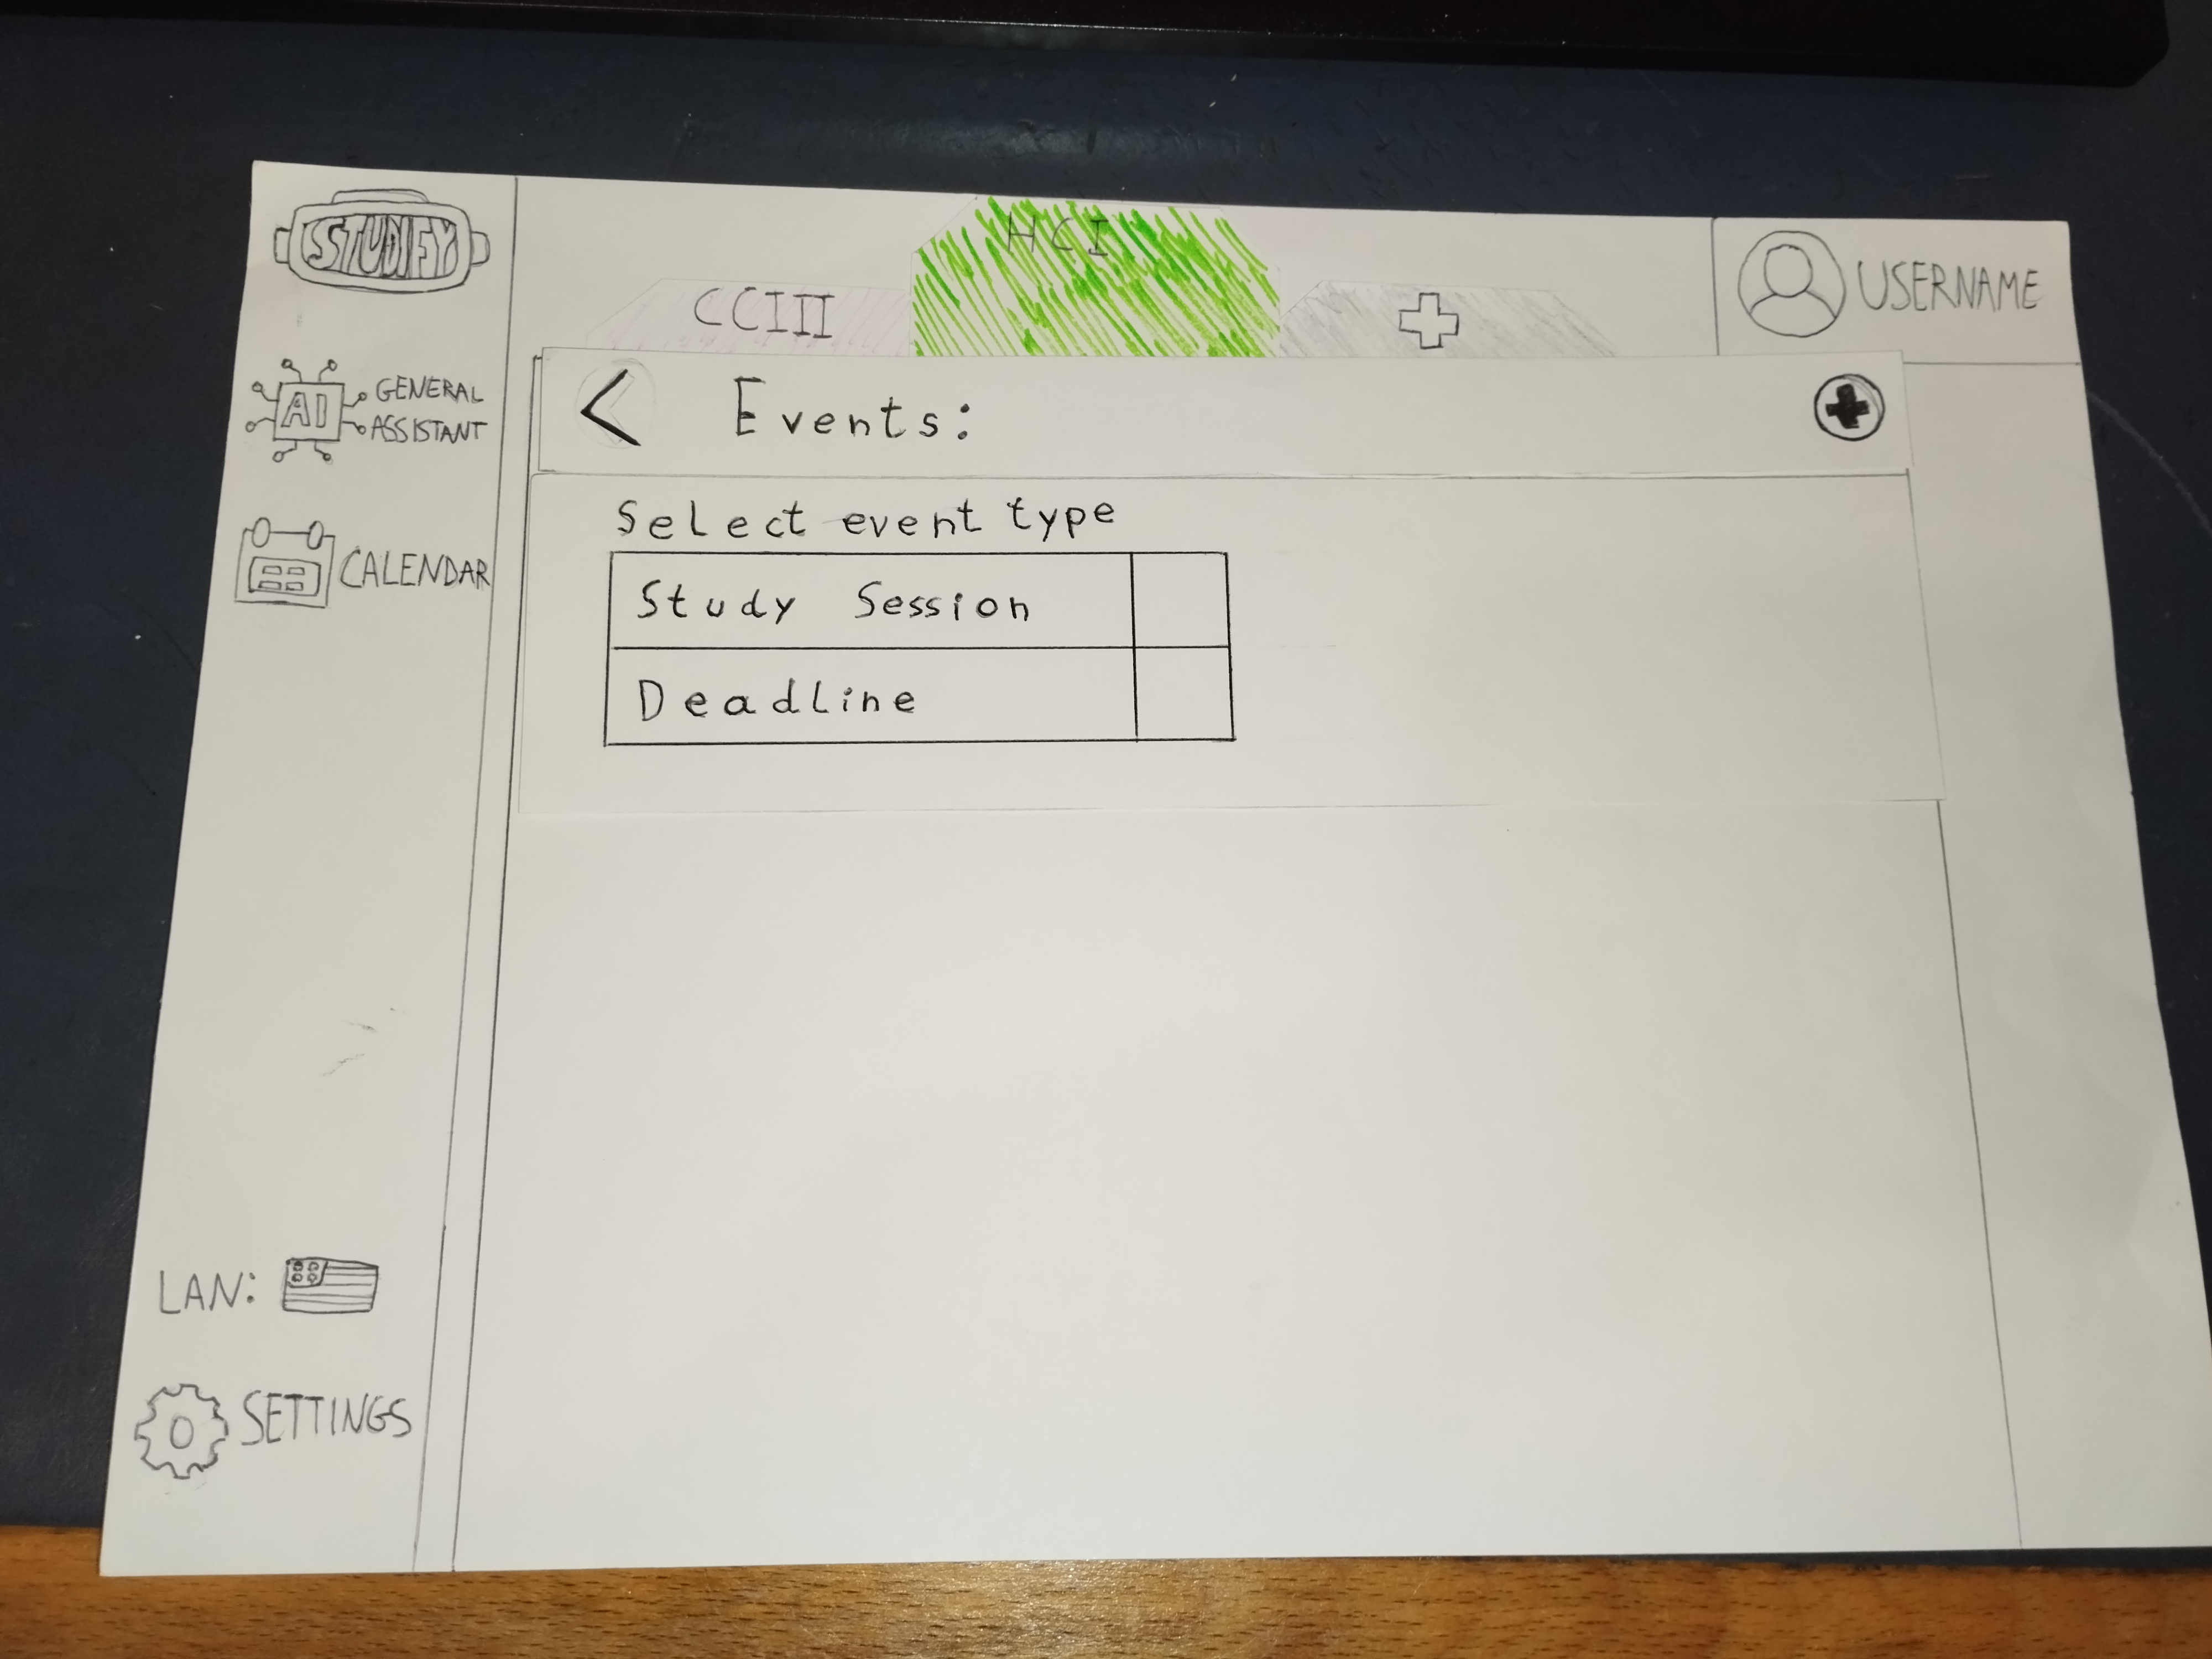 STUDIFY
HCI
CCIII
USERNAME
AI GENERAL
ASSISTANT
Events:
CALENDAR
Select event type
Study Session
Deadline
LAN:
SETTINGS